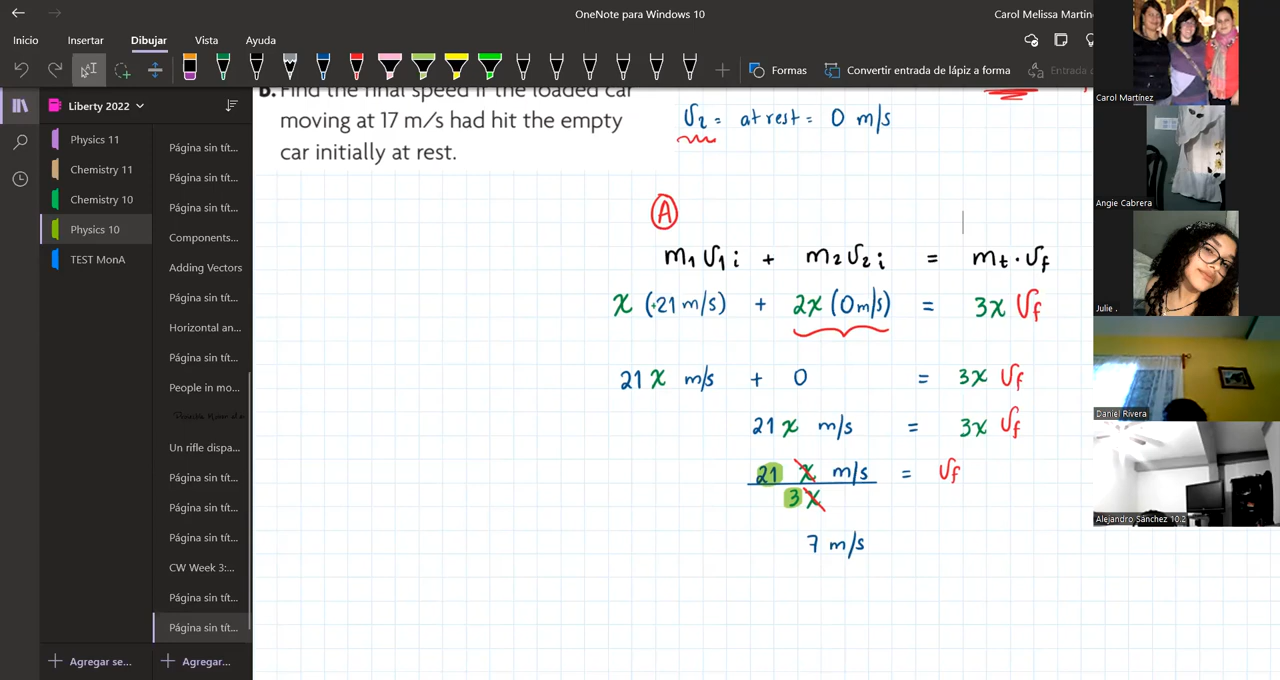 OneNote para Windows 10
Carol Melissa Martin
Inicio
Insertar
Dibujar
Vista
Ayuda
Formas
Convertir entrada de lápiz a forma
Entrada
Liberty 2022
Physics 11
Chemistry 11
Chemistry 10
Physics 10
TEST MonA
Página sin tít...
Página sin tít...
Página sin tít...
Components...
Adding Vectors
Página sin tít...
Horizontal an...
Página sin tít...
People in mo...
Un rifle dispa...
Página sin tít...
Página sin tít...
Página sin tít...
CW Week 3:...
Página sin tít...
Página sin tít...
Agregar se...
Agregar...
b. Find the final speed if the loaded car
moving at 17 m/s had hit the empty
car initially at rest.
v2 = at rest = 0 m/s
A
m1 v1 i + m2 v2 i = mt · vf
x (+21 m/s) + 2x (0 m/s) = 3x vf
21 x m/s + 0 = 3x vf
21 x m/s = 3x vf
21 x m/s = vf
3 x
7 m/s
Carol Martínez
Angie Cabrera
Julie .
Daniel Rivera
Alejandro Sánchez 10.2